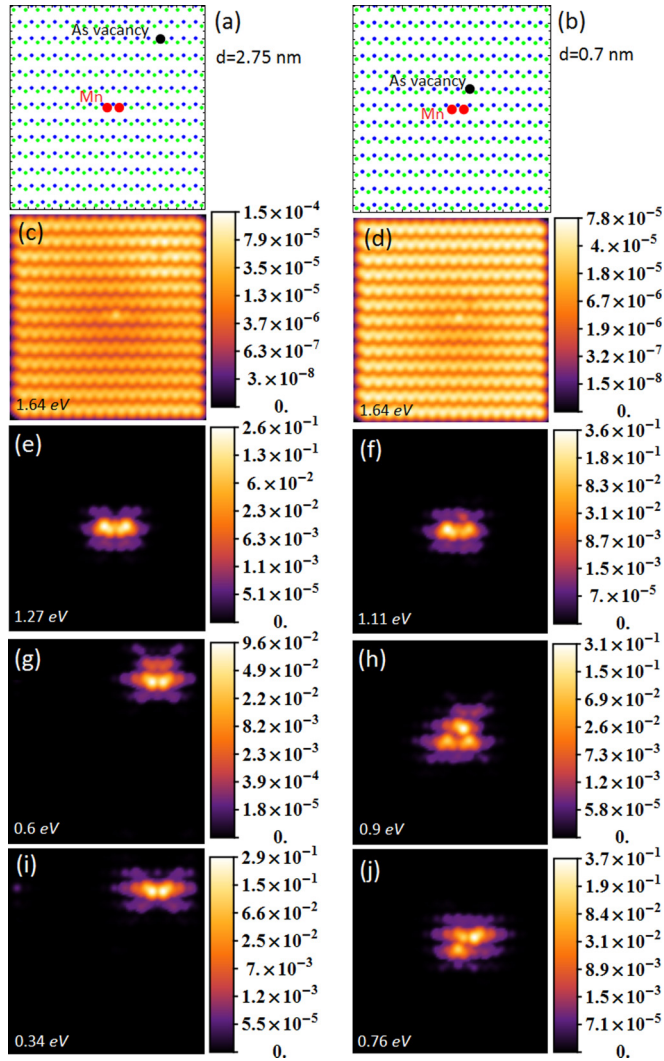 As vacancy
(a)
d=2.75 nm
Mn
(b)
As vacancy
d=0.7 nm
Mn
(c)
1.64 eV
1.5×10⁻⁴
7.9×10⁻⁵
3.5×10⁻⁵
1.3×10⁻⁵
3.7×10⁻⁶
6.3×10⁻⁷
3.×10⁻⁸
0.
(d)
1.64 eV
7.8×10⁻⁵
4.×10⁻⁵
1.8×10⁻⁵
6.6×10⁻⁶
1.9×10⁻⁶
3.2×10⁻⁷
1.5×10⁻⁸
0.
(e)
1.27 eV
2.6×10⁻¹
1.3×10⁻¹
6.×10⁻²
2.2×10⁻²
6.3×10⁻³
1.1×10⁻³
5.1×10⁻⁵
0.
(f)
1.11 eV
3.6×10⁻¹
1.8×10⁻¹
8.3×10⁻²
3.×10⁻²
8.7×10⁻³
1.5×10⁻³
7.×10⁻⁵
0.
(g)
0.6 eV
9.6×10⁻²
4.9×10⁻²
2.2×10⁻²
8.2×10⁻³
2.3×10⁻³
3.9×10⁻⁴
1.8×10⁻⁵
0.
(h)
0.9 eV
3.1×10⁻¹
1.5×10⁻¹
7.×10⁻²
2.6×10⁻²
7.3×10⁻³
1.3×10⁻³
5.8×10⁻⁵
0.
(i)
0.34 eV
2.9×10⁻¹
1.5×10⁻¹
6.6×10⁻²
2.5×10⁻²
7.×10⁻³
1.2×10⁻³
5.5×10⁻⁵
0.
(j)
0.76 eV
3.7×10⁻¹
1.9×10⁻¹
8.4×10⁻²
3.1×10⁻²
8.9×10⁻³
1.5×10⁻³
7.1×10⁻⁵
0.